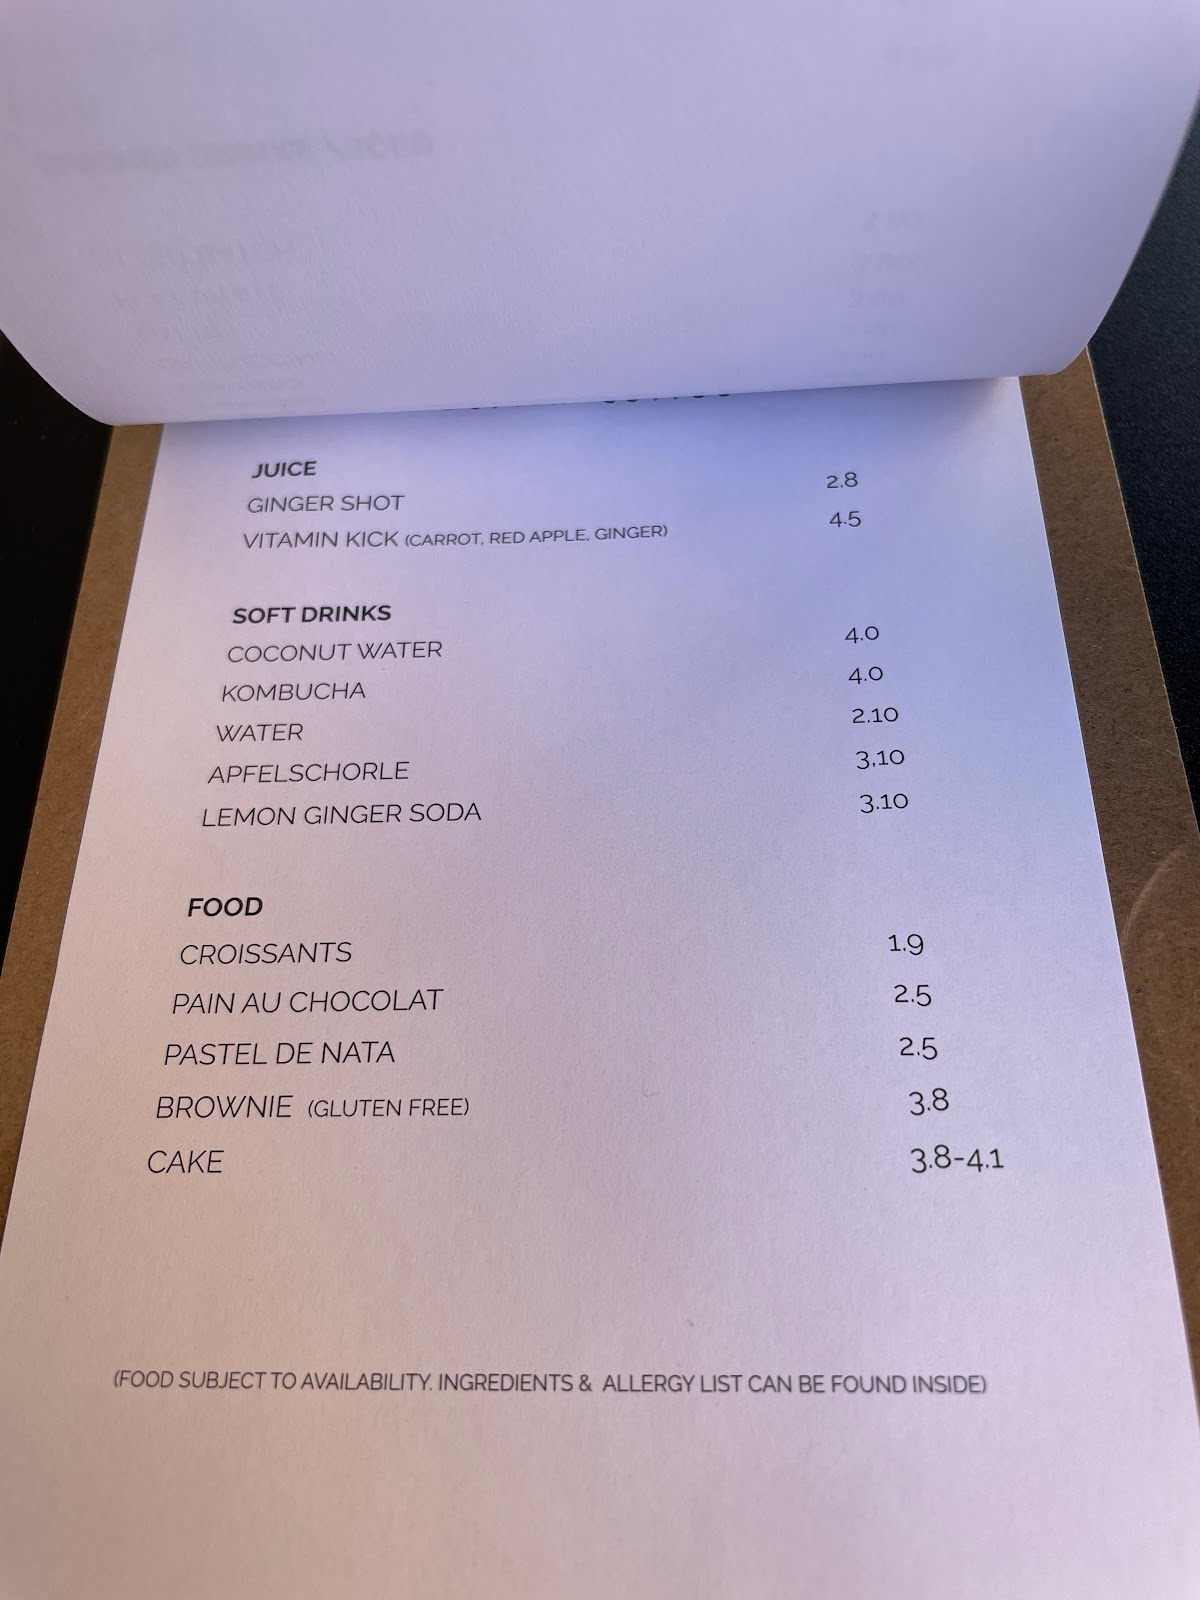 JUICE
GINGER SHOT 2.8
VITAMIN KICK (CARROT, RED APPLE, GINGER) 4.5
SOFT DRINKS
COCONUT WATER 4.0
KOMBUCHA 4.0
WATER 2.10
APFELSCHORLE 3,10
LEMON GINGER SODA 3.10
FOOD
CROISSANTS 1.9
PAIN AU CHOCOLAT 2.5
PASTEL DE NATA 2.5
BROWNIE (GLUTEN FREE) 3.8
CAKE 3.8-4.1
(FOOD SUBJECT TO AVAILABILITY. INGREDIENTS & ALLERGY LIST CAN BE FOUND INSIDE)